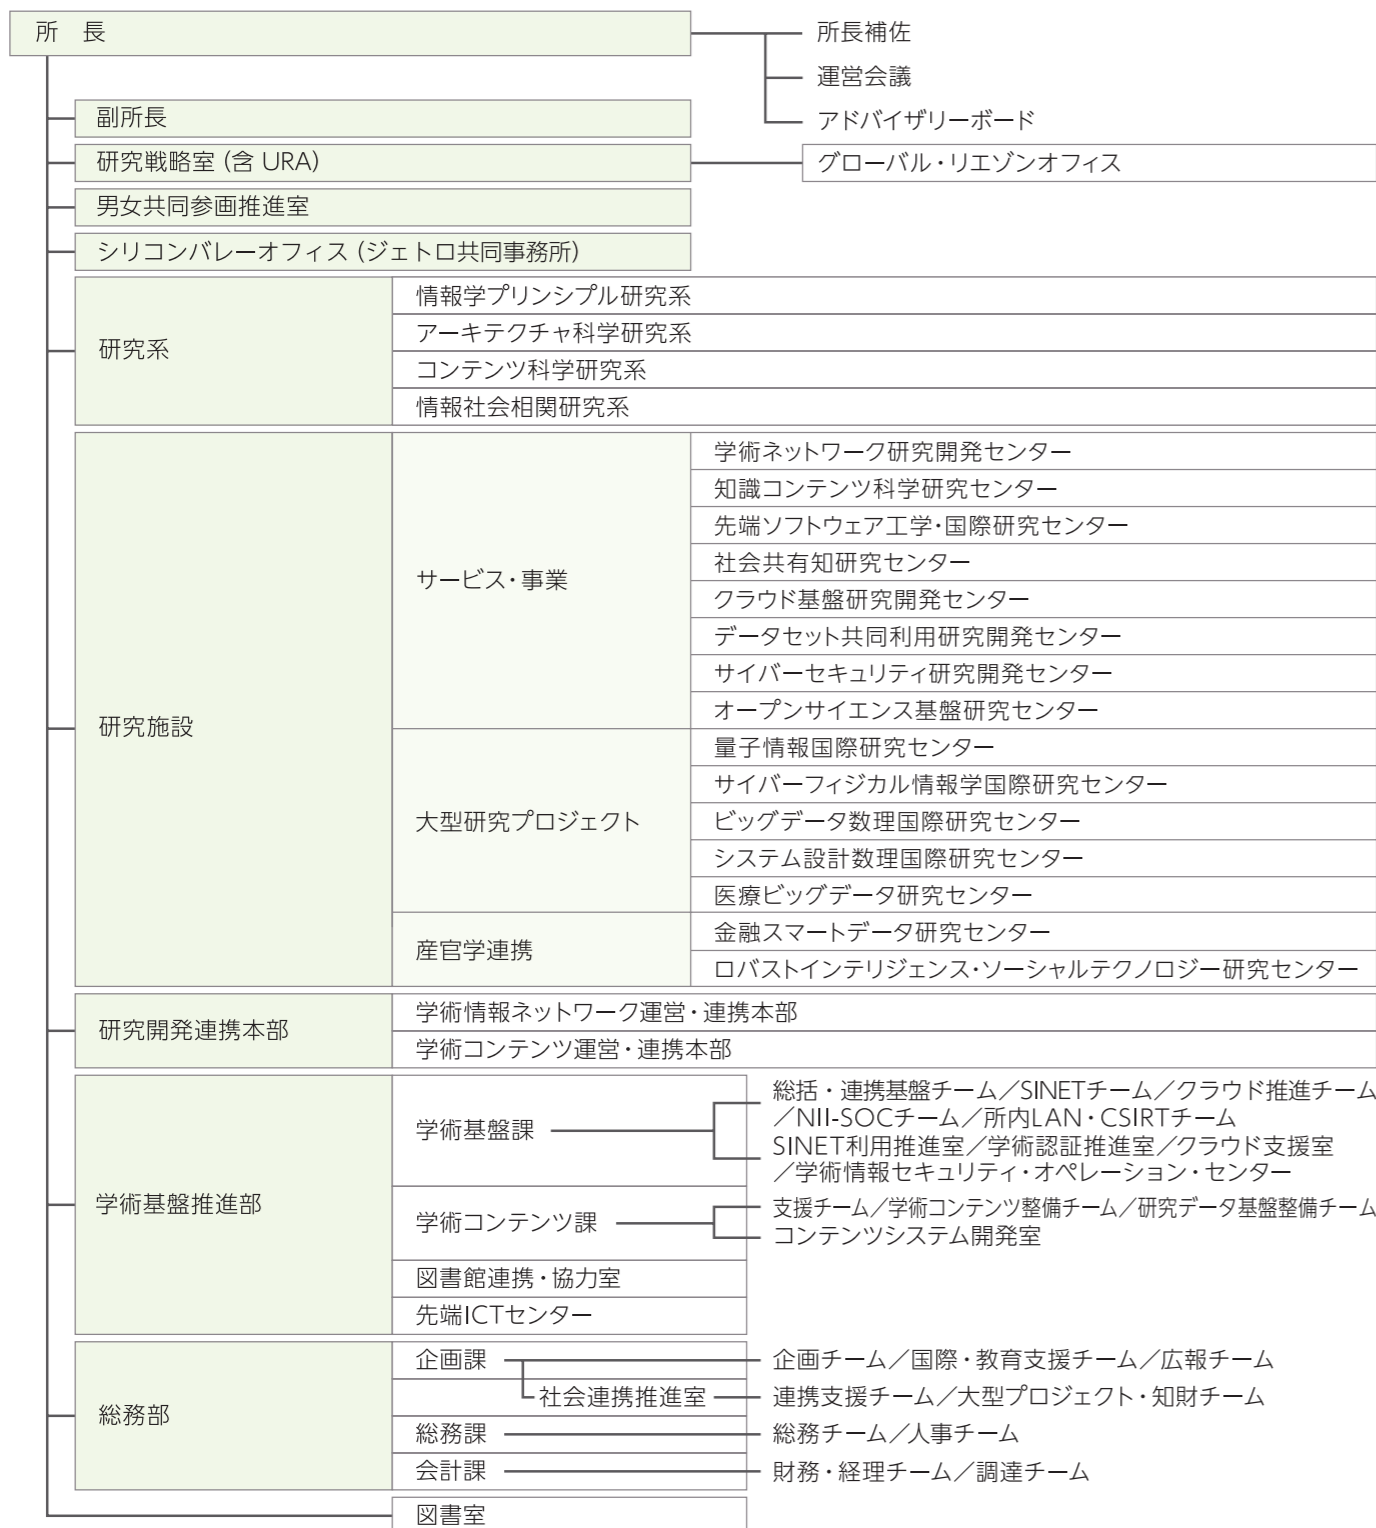 所　長
所長補佐
運営会議
アドバイザリーボード
副所長
研究戦略室 (含 URA)
グローバル・リエゾンオフィス
男女共同参画推進室
シリコンバレーオフィス (ジェトロ共同事務所)
研究系
情報学プリンシプル研究系
アーキテクチャ科学研究系
コンテンツ科学研究系
情報社会相関研究系
研究施設
サービス・事業
学術ネットワーク研究開発センター
知識コンテンツ科学研究センター
先端ソフトウェア工学・国際研究センター
社会共有知研究センター
クラウド基盤研究開発センター
データセット共同利用研究開発センター
サイバーセキュリティ研究開発センター
オープンサイエンス基盤研究センター
大型研究プロジェクト
量子情報国際研究センター
サイバーフィジカル情報学国際研究センター
ビッグデータ数理国際研究センター
システム設計数理国際研究センター
医療ビッグデータ研究センター
産官学連携
金融スマートデータ研究センター
ロバストインテリジェンス・ソーシャルテクノロジー研究センター
研究開発連携本部
学術情報ネットワーク運営・連携本部
学術コンテンツ運営・連携本部
学術基盤推進部
学術基盤課
総括・連携基盤チーム／SINETチーム／クラウド推進チーム
／NII-SOCチーム／所内LAN・CSIRTチーム
SINET利用推進室／学術認証推進室／クラウド支援室
／学術情報セキュリティ・オペレーション・センター
学術コンテンツ課
支援チーム／学術コンテンツ整備チーム／研究データ基盤整備チーム
コンテンツシステム開発室
図書館連携・協力室
先端ICTセンター
総務部
企画課
企画チーム／国際・教育支援チーム／広報チーム
社会連携推進室
連携支援チーム／大型プロジェクト・知財チーム
総務課
総務チーム／人事チーム
会計課
財務・経理チーム／調達チーム
図書室